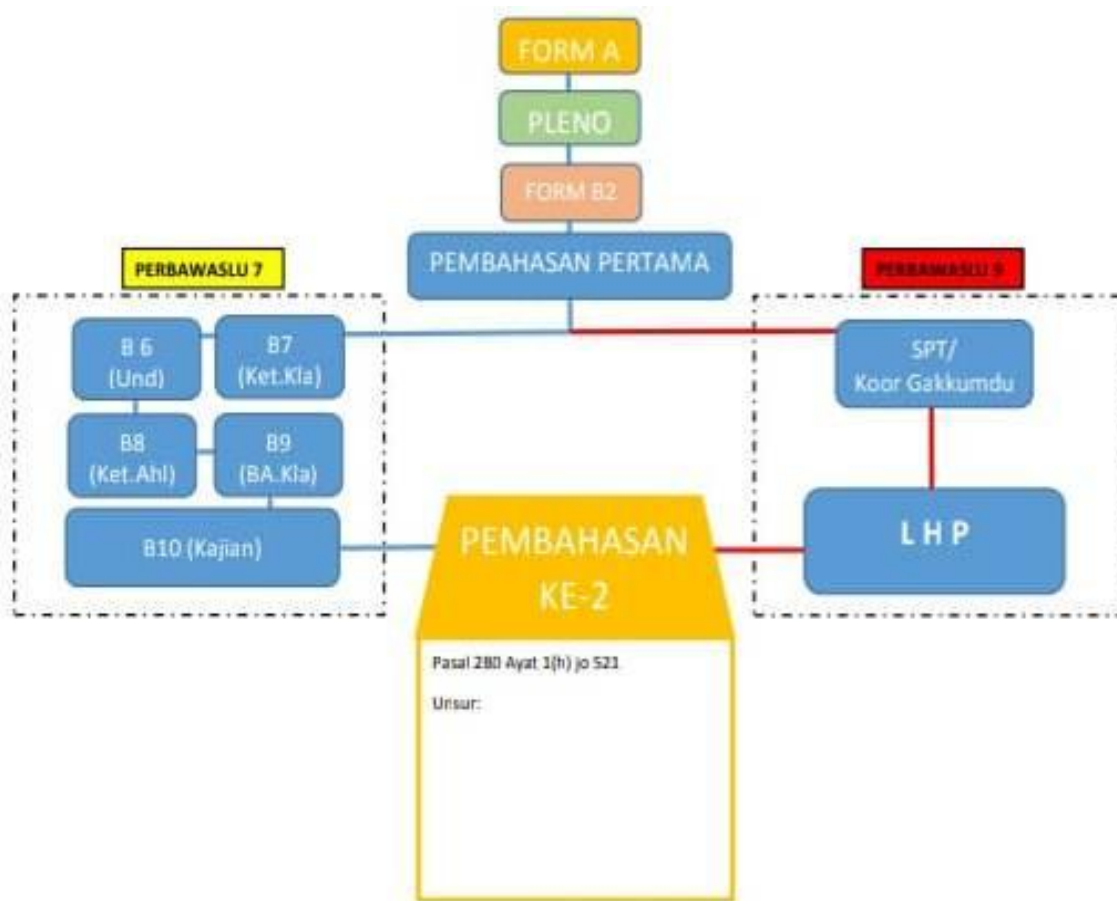 FORM A
PLENO
FORM B2
PEMBAHASAN PERTAMA
PERBAWASLU 7
B 6
(Und)
B7
(Ket.Kla)
B8
(Ket.Ahl)
B9
(BA.Kla)
B10 (Kajian)
PERBAWASLU
SPT/
Koor Gakkumdu
L H P
PEMBAHASAN
KE-2
Pasal 280 Ayat 1(h) jo 521
Unsur: